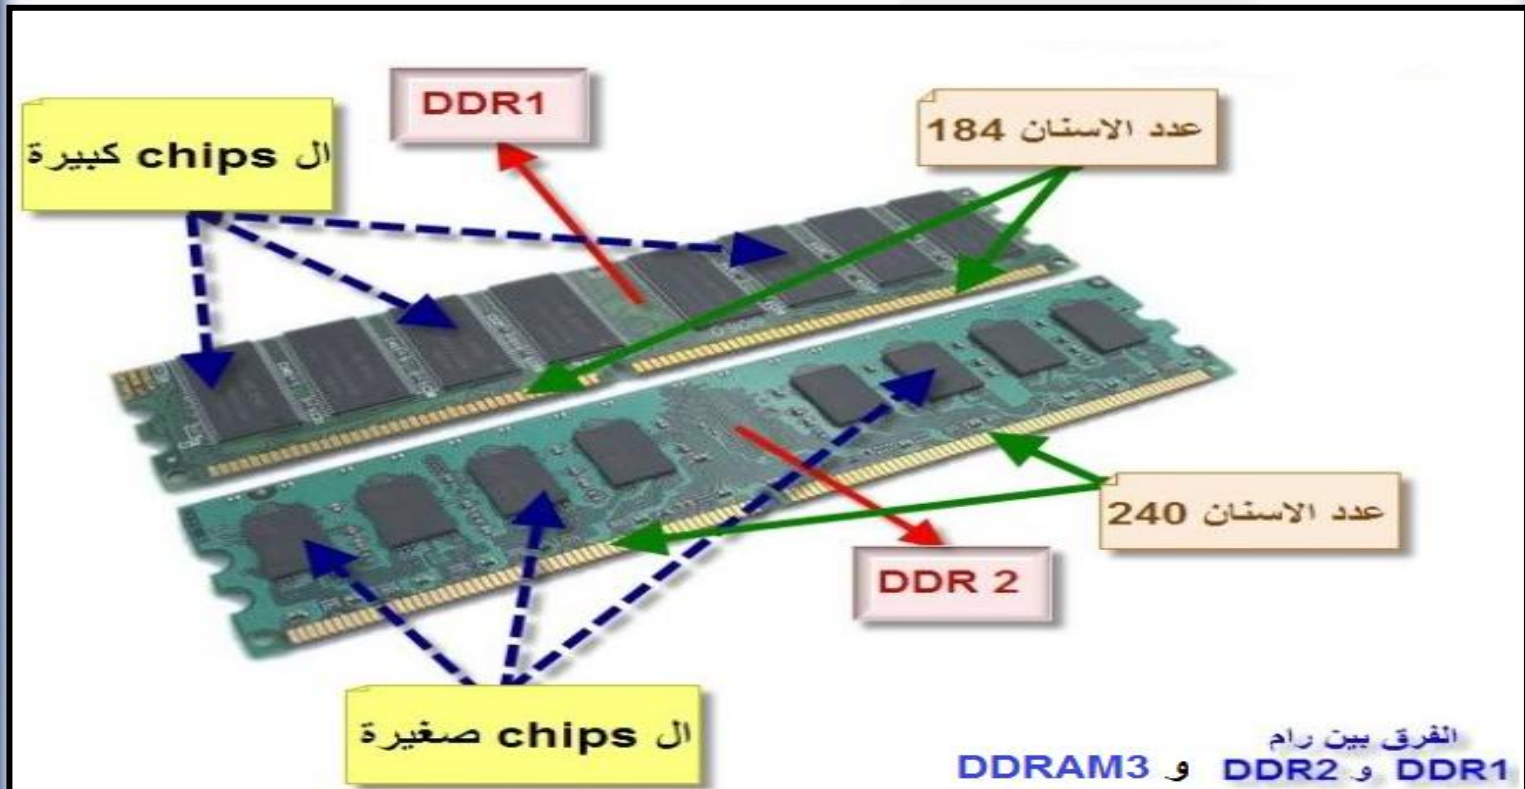 DDR1
عدد الاسنان 184
ال chips كبيرة
عدد الاسنان 240
DDR 2
ال chips صغيرة
الفرق بين رام
DDR1 و DDR2 و DDRAM3